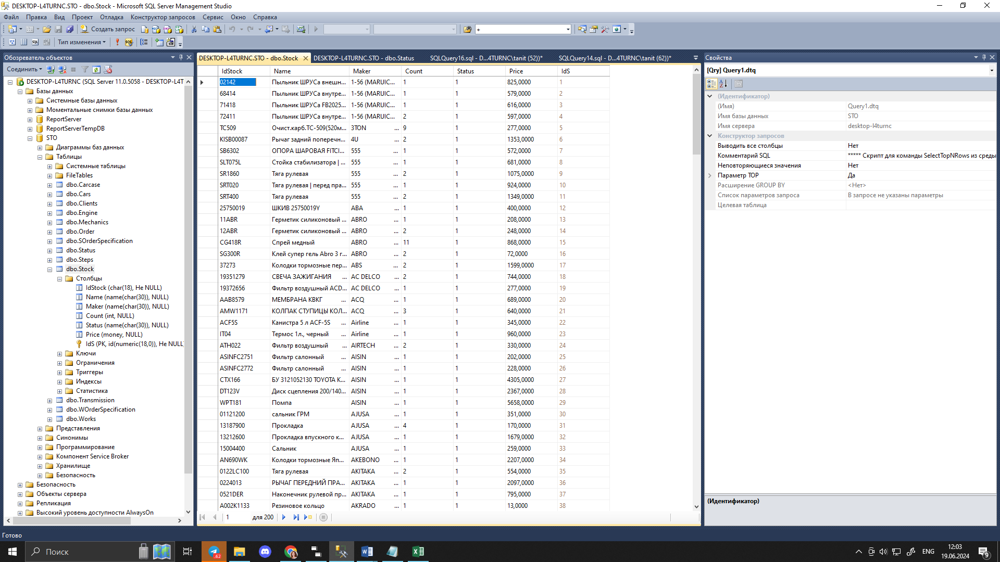 DESKTOP-L4TURNC.STO - dbo.Stock - Microsoft SQL Server Management Studio
Файл Правка Вид Проект Отладка Конструктор запросов Сервис Окно Справка
Создать запрос
+
SQL
Тип изменения
Обозреватель объектов
Соединить
DESKTOP-L4TURNC (SQL Server 11.0.5058 - DESKTOP-L4T
Базы данных
Системные базы данных
Моментальные снимки базы данных
ReportServer
ReportServerTempDB
STO
Диаграммы баз данных
Таблицы
Системные таблицы
FileTables
dbo.Carcase
dbo.Cars
dbo.Clients
dbo.Engine
dbo.Mechanics
dbo.Order
dbo.SOrderSpecification
dbo.Status
dbo.Steps
dbo.Stock
Столбцы
IdStock (char(18), Не NULL)
Name (name(char(30)), NULL)
Maker (name(char(30)), NULL)
Count (int, NULL)
Status (name(char(30)), NULL)
Price (money, NULL)
IdS (PK, id(numeric(18,0)), Не NULL)
Ключи
Ограничения
Триггеры
Индексы
Статистика
dbo.Transmission
dbo.WOrderSpecification
dbo.Works
Представления
Синонимы
Программирование
Компонент Service Broker
Хранилище
Безопасность
Безопасность
Объекты сервера
Репликация
Высокий уровень доступности AlwaysOn
DESKTOP-L4TURNC.STO - dbo.Stock DESKTOP-L4TURNC.STO - dbo.Status SQLQuery16.sql - D...4TURNC\tanit (52))* SQLQuery14.sql - D...4TURNC\tanit (62))*
IdStock Name Maker Count Status Price IdS
02142 Пыльник ШРУСа внешн... 1-56 (MARUIC... 1 1 825,0000 1
68414 Пыльник ШРУСа внутре... 1-56 (MARUIC... 1 1 579,0000 2
71418 Пыльник ШРУСа FB2025... 1-56 (MARUIC... 1 1 616,0000 3
72411 Пыльник ШРУСа внутре... 1-56 (MARUIC... 2 1 597,0000 4
TC509 Очист.карб.TC-509(520м... 3TON ... 9 1 277,0000 5
KISB00087 Рычаг задний поперечн... 4U ... 2 1 1353,0000 6
SB6302 ОПОРА ШАРОВАЯ FITCI... 555 ... 1 1 572,0000 7
SLT075L Стойка стабилизатора |... 555 ... 1 1 681,0000 8
SR1860 Тяга рулевая 555 ... 2 1 1075,0000 9
SRT020 Тяга рулевая | перед пра... 555 ... 1 1 924,0000 10
SRT400 Тяга рулевая 555 ... 2 1 1349,0000 11
25750019 ШКИВ 25750019Y ABA ... 1 1 400,0000 12
11ABR Герметик силиконовый ... ABRO ... 1 1 208,0000 13
12ABR Герметик силиконовый ... ABRO ... 2 1 248,0000 14
CG418R Спрей медный ABRO ... 11 1 868,0000 15
SG300R Клей супер гель Abro 3 г... ABRO ... 2 1 72,0000 16
37273 Колодки тормозные пер... ABS ... 2 1 1599,0000 17
19351279 СВЕЧА ЗАЖИГАНИЯ ... AC DELCO ... 2 1 744,0000 18
19372656 Фильтр воздушный ACD... AC DELCO ... 1 1 277,0000 19
AAB8579 МЕМБРАНА КВКГ ... ACQ ... 1 1 689,0000 20
AMW1171 КОЛПАК СТУПИЦЫ КОЛ... ACQ ... 3 1 640,0000 21
ACF5S Канистра 5 л ACF-5S ... Airline ... 1 1 345,0000 22
IT04 Термос 1л., черный ... Airline ... 1 1 960,0000 23
ATH022 Фильтр воздушный ... AIRTECH ... 2 1 330,0000 24
ASINFC2751 Фильтр салонный ... AISIN ... 1 1 202,0000 25
ASINFC2772 Фильтр салонный ... AISIN ... 1 1 228,0000 26
CTX166 БУ 3121052130 TOYOTA K... AISIN ... 1 1 4305,0000 27
DT123V Диск сцепления 200/140... AISIN ... 1 1 2367,0000 28
WPT181 Помпа AISIN ... 1 1 5658,0000 29
01121200 сальник ГРМ AJUSA ... 1 1 351,0000 30
13187900 Прокладка AJUSA ... 4 1 170,0000 31
13212600 Прокладка впускного к... AJUSA ... 1 1 1679,0000 32
15004400 Сальник AJUSA ... 1 1 259,0000 33
AN690WK Колодки тормозные Яп... AKEBONO ... 1 1 2207,0000 34
0122LC100 Тяга рулевая AKITAKA ... 2 1 554,0000 35
0224013 РЫЧАГ ПЕРЕДНИЙ ПРА... AKITAKA ... 1 1 2097,0000 36
0521DER Наконечник рулевой пр... AKITAKA ... 1 1 795,0000 37
A002K1133 Резиновое кольцо AKRADO ... 1 1 13,0000 38
1 для 200
Свойства
[Qry] Query1.dtq
(Идентификатор)
(Имя) Query1.dtq
Имя базы данных STO
Имя сервера desktop-l4turnc
Конструктор запросов
Выводить все столбцы Нет
Комментарий SQL ***** Скрипт для команды SelectTopNRows из среды
Неповторяющиеся значения Нет
Параметр TOP Да
Расширение GROUP BY <Нет>
Список параметров запроса В запросе не указаны параметры
Целевая таблица
(Идентификатор)
Готово
Поиск
62
ENG
12:03
19.06.2024
9